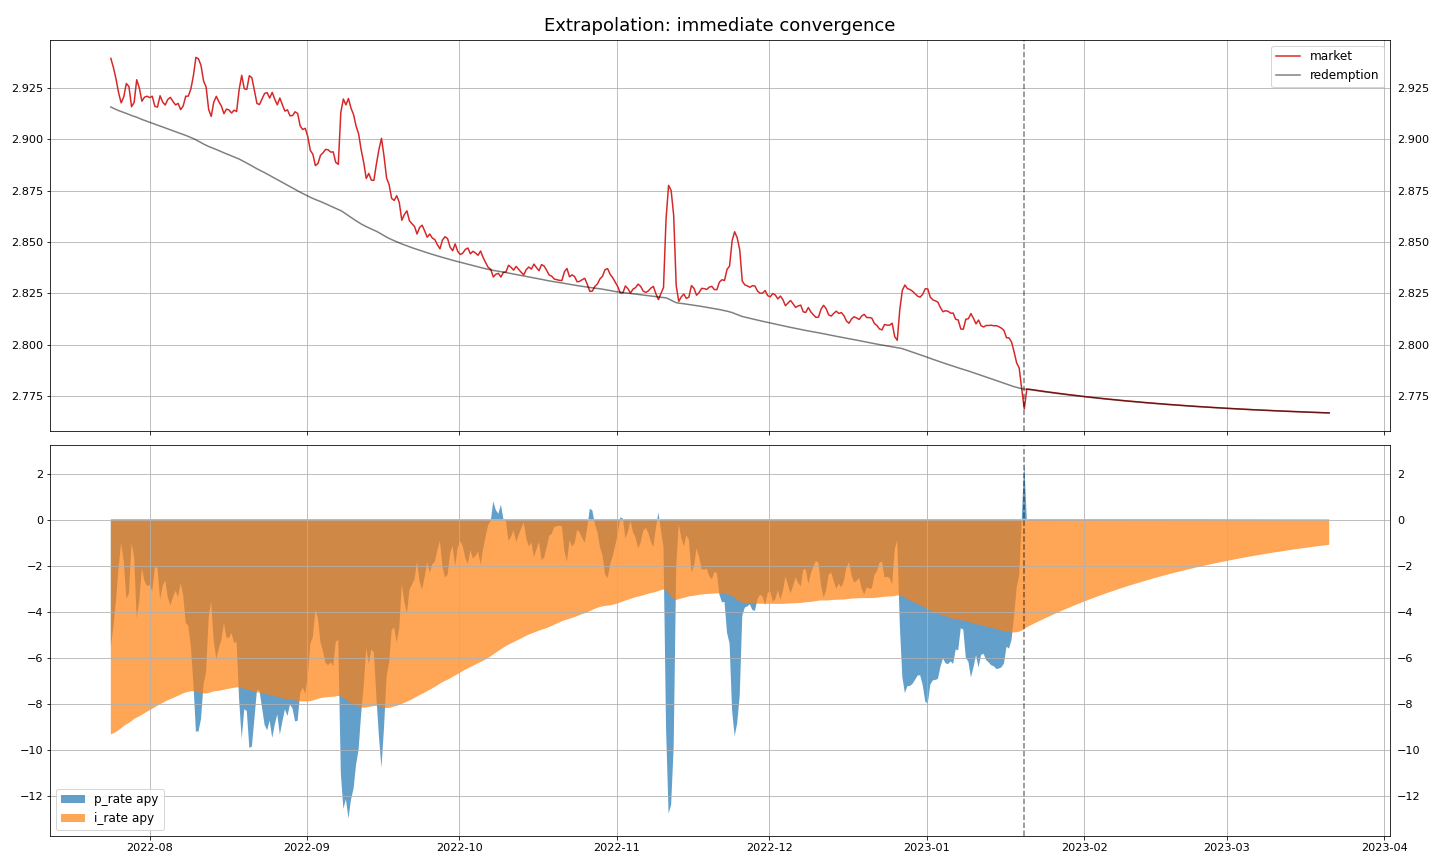 Extrapolation: immediate convergence
market
redemption
2.925 2.925
2.900 2.900
2.875 2.875
2.850 2.850
2.825 2.825
2.800 2.800
2.775 2.775
2 2
0 0
−2 −2
−4 −4
−6 −6
−8 −8
−10 −10
−12 −12
p_rate apy
i_rate apy
2022-08 2022-09 2022-10 2022-11 2022-12 2023-01 2023-02 2023-03 2023-04